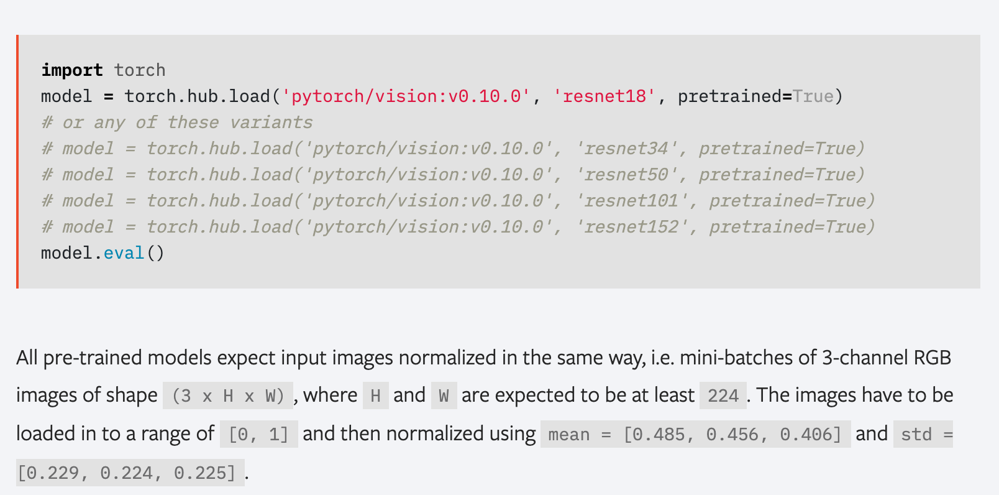 import torch
model = torch.hub.load('pytorch/vision:v0.10.0', 'resnet18', pretrained=True)
# or any of these variants
# model = torch.hub.load('pytorch/vision:v0.10.0', 'resnet34', pretrained=True)
# model = torch.hub.load('pytorch/vision:v0.10.0', 'resnet50', pretrained=True)
# model = torch.hub.load('pytorch/vision:v0.10.0', 'resnet101', pretrained=True)
# model = torch.hub.load('pytorch/vision:v0.10.0', 'resnet152', pretrained=True)
model.eval()
All pre-trained models expect input images normalized in the same way, i.e. mini-batches of 3-channel RGB
images of shape (3 x H x W), where H and W are expected to be at least 224. The images have to be
loaded in to a range of [0, 1] and then normalized using mean = [0.485, 0.456, 0.406] and std =
[0.229, 0.224, 0.225].